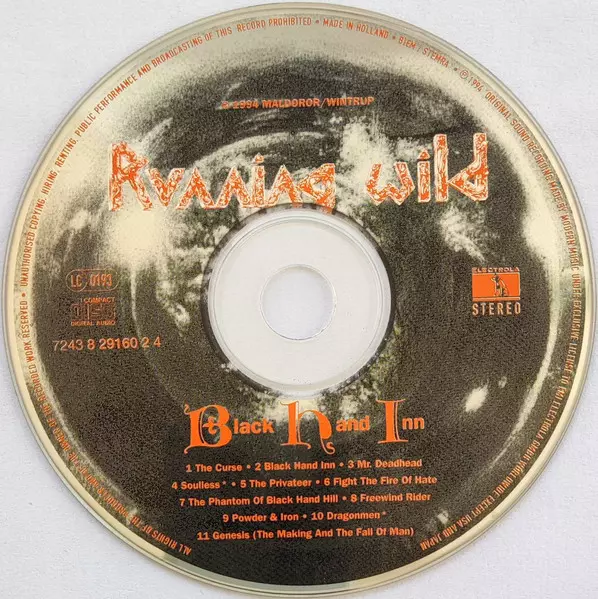 UNAUTHORISED COPYING, HIRING, RENTING, PUBLIC PERFORMANCE AND BROADCASTING OF THIS RECORD PROHIBITED • MADE IN HOLLAND • BIEM / STEMRA • ℗ 1994 ORIGINAL SOUND RECORDING MADE BY MODERN MUSIC UNDER EXCLUSIVE LICENSE TO EMI ELECTROLA
EXCEPT USA AND JAPAN
ALL RIGHTS OF THE
RECORDED WORK RESERVED •
1994 MALDOROR/WINTRUP
Running Wild
LC 0193
COMPACT
disc
DIGITAL AUDIO
7243 8 29160 2 4
ELECTROLA
STEREO
Black Hand Inn
1 The Curse • 2 Black Hand Inn • 3 Mr. Deadhead
4 Soulless* • 5 The Privateer • 6 Fight The Fire Of Hate
7 The Phantom Of Black Hand Hill • 8 Freewind Rider
9 Powder & Iron • 10 Dragonmen*
11 Genesis (The Making And The Fall Of Man)